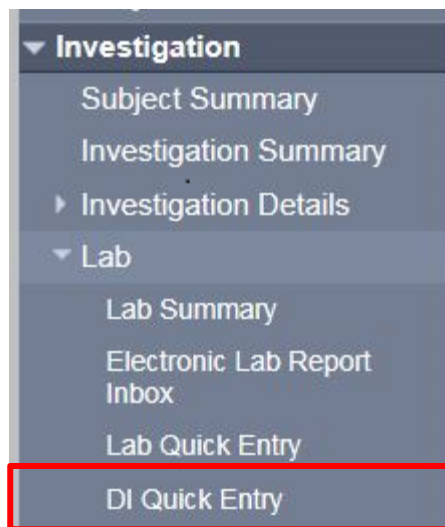 Investigation
Subject Summary
Investigation Summary
Investigation Details
Lab
Lab Summary
Electronic Lab Report
Inbox
Lab Quick Entry
DI Quick Entry